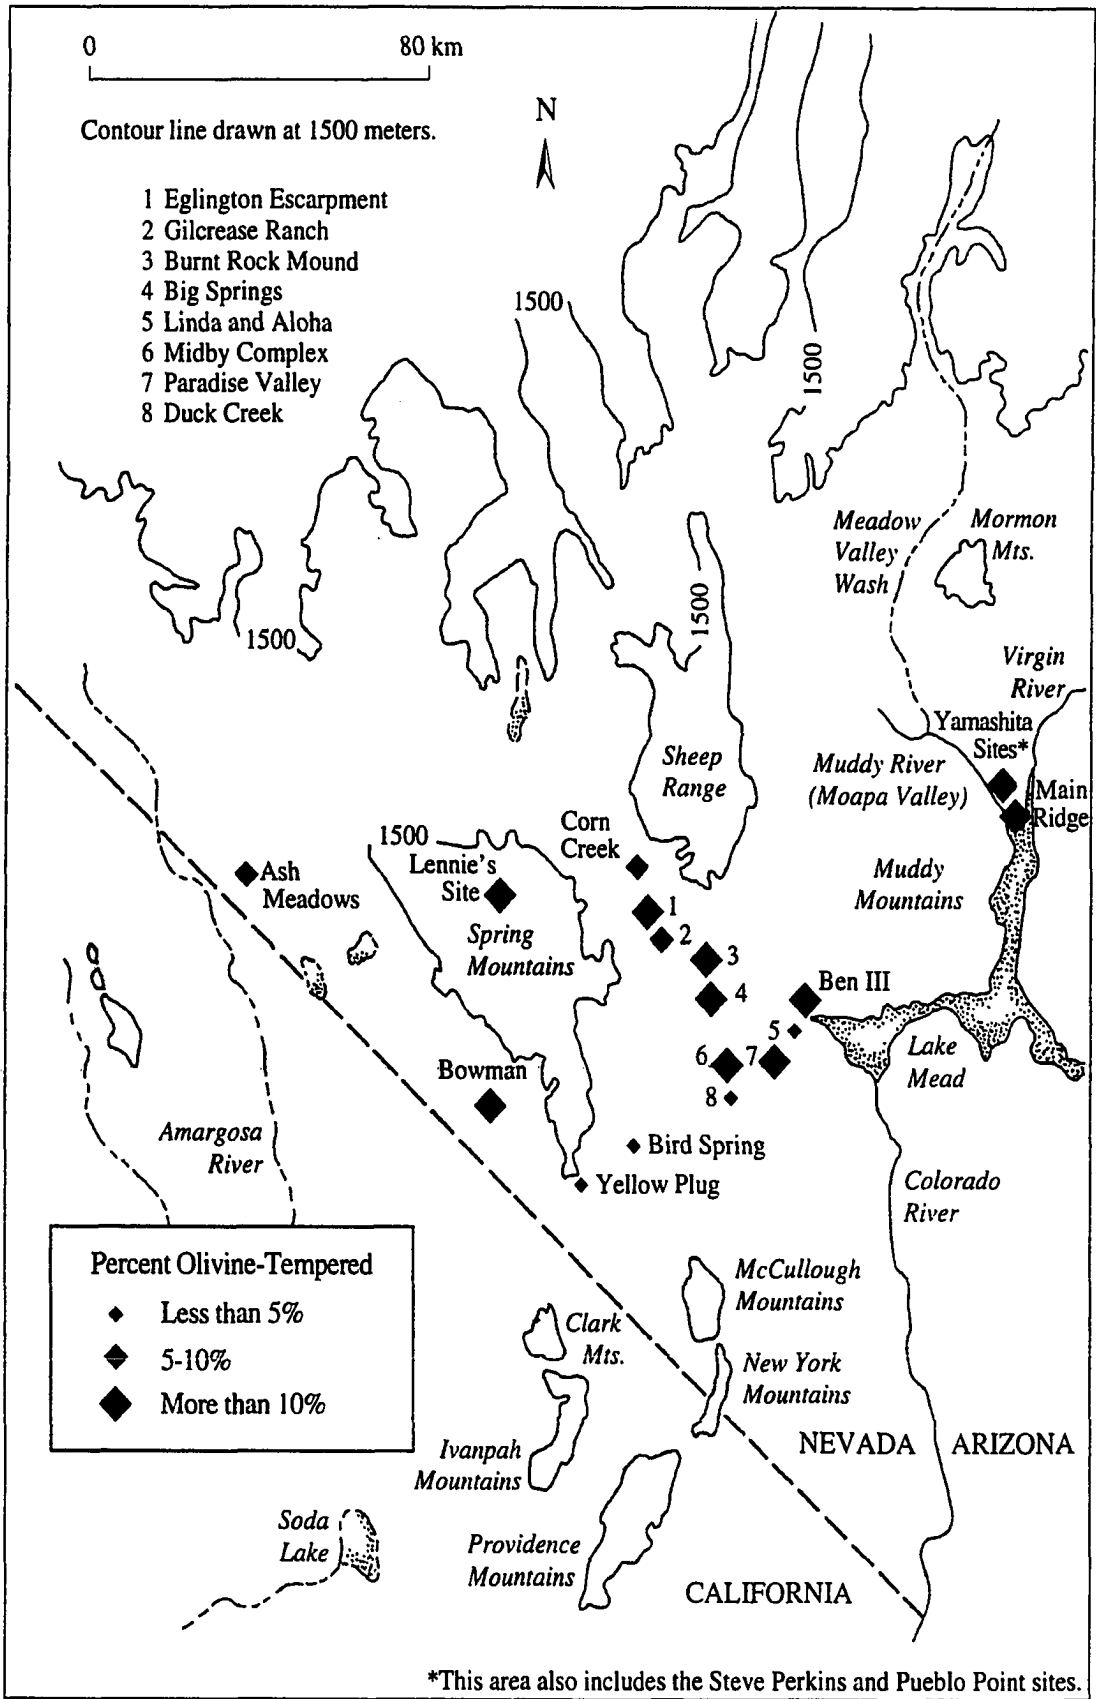 0 80 km
Contour line drawn at 1500 meters.
N
1 Eglington Escarpment
2 Gilcrease Ranch
3 Burnt Rock Mound
4 Big Springs
5 Linda and Aloha
6 Midby Complex
7 Paradise Valley
8 Duck Creek
1500
1500
1500
1500
1500
Meadow
Valley
Wash
Mormon
Mts.
Virgin
River
Yamashita
Sites*
Main
Ridge
Muddy River
(Moapa Valley)
Sheep
Range
Corn
Creek
Lennie's
Site
Spring
Mountains
Ash
Meadows
Muddy
Mountains
1
2
3
4
Ben III
5
6
7
8
Lake
Mead
Bowman
Amargosa
River
Bird Spring
Yellow Plug
Colorado
River
Percent Olivine-Tempered
Less than 5%
5-10%
More than 10%
McCullough
Mountains
Clark
Mts.
New York
Mountains
NEVADA ARIZONA
Ivanpah
Mountains
Soda
Lake
Providence
Mountains
CALIFORNIA
*This area also includes the Steve Perkins and Pueblo Point sites.